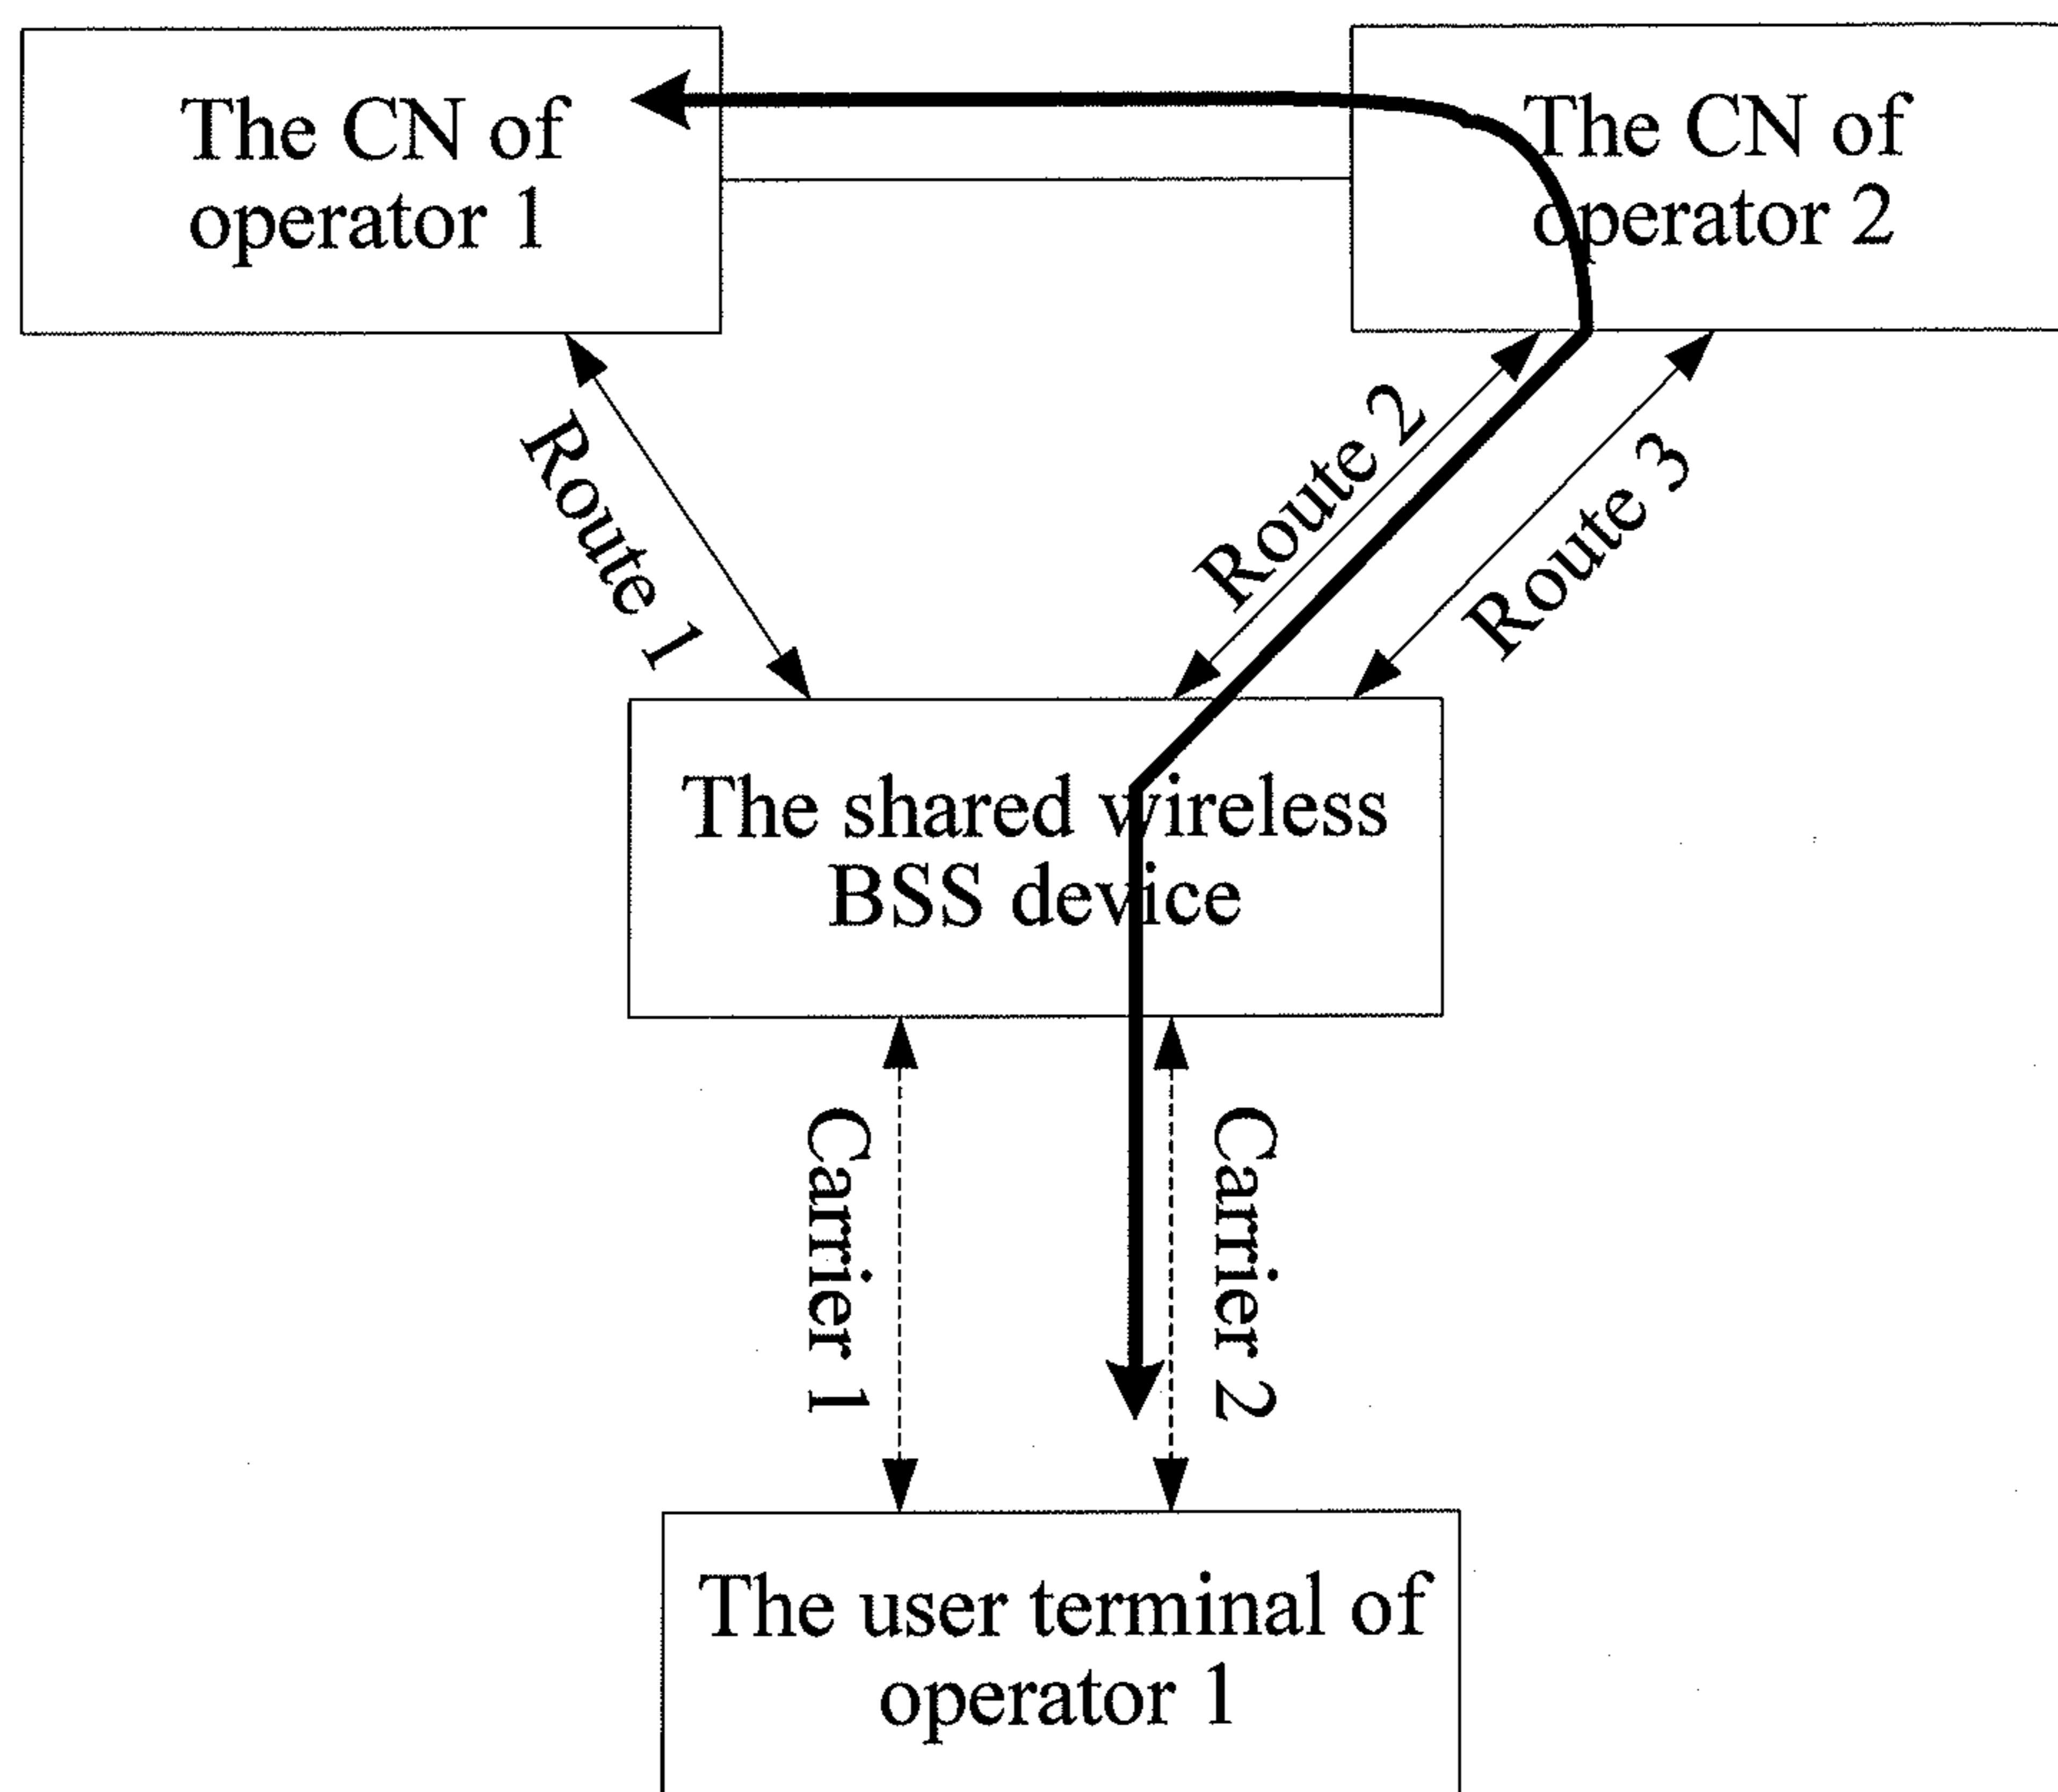 The CN of
operator 1
The CN of
operator 2
Route 1
Route 2
Route 3
The shared wireless
BSS device
Carrier 1
Carrier 2
The user terminal of
operator 1